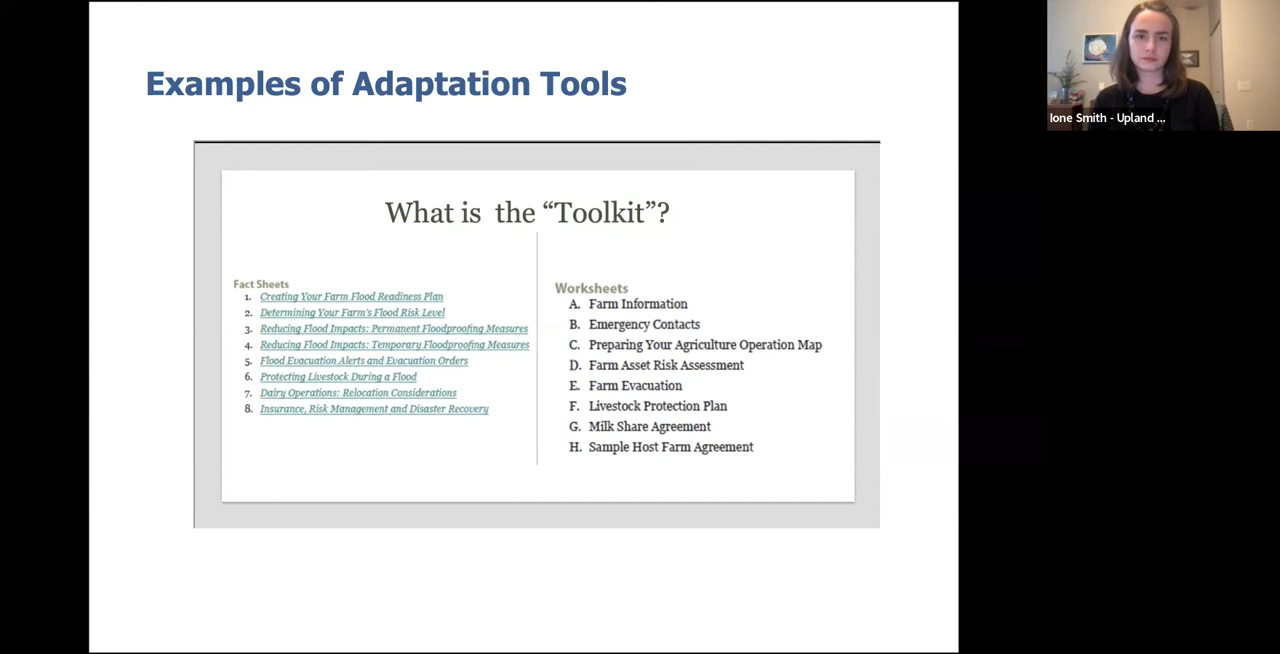 Examples of Adaptation Tools
What is the “Toolkit”?
Fact Sheets
1. Creating Your Farm Flood Readiness Plan
2. Determining Your Farm's Flood Risk Level
3. Reducing Flood Impacts: Permanent Floodproofing Measures
4. Reducing Flood Impacts: Temporary Floodproofing Measures
5. Flood Evacuation Alerts and Evacuation Orders
6. Protecting Livestock During a Flood
7. Dairy Operations: Relocation Considerations
8. Insurance, Risk Management and Disaster Recovery
Worksheets
A. Farm Information
B. Emergency Contacts
C. Preparing Your Agriculture Operation Map
D. Farm Asset Risk Assessment
E. Farm Evacuation
F. Livestock Protection Plan
G. Milk Share Agreement
H. Sample Host Farm Agreement
Ione Smith - Upland ...